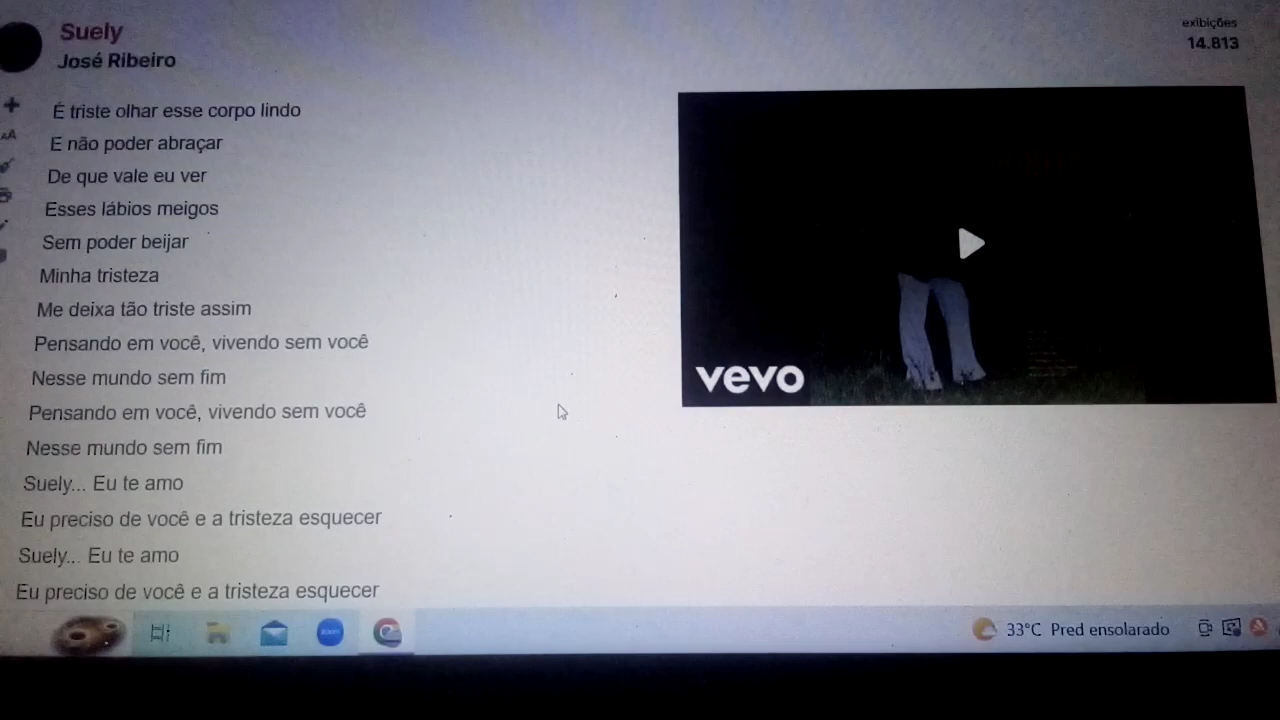 Suely
José Ribeiro
exibições
14.813
É triste olhar esse corpo lindo
E não poder abraçar
De que vale eu ver
Esses lábios meigos
Sem poder beijar
Minha tristeza
Me deixa tão triste assim
Pensando em você, vivendo sem você
Nesse mundo sem fim
Pensando em você, vivendo sem você
Nesse mundo sem fim
Suely... Eu te amo
Eu preciso de você e a tristeza esquecer
Suely... Eu te amo
Eu preciso de você e a tristeza esquecer
AA
vevo
zoom
33°C Pred ensolarado